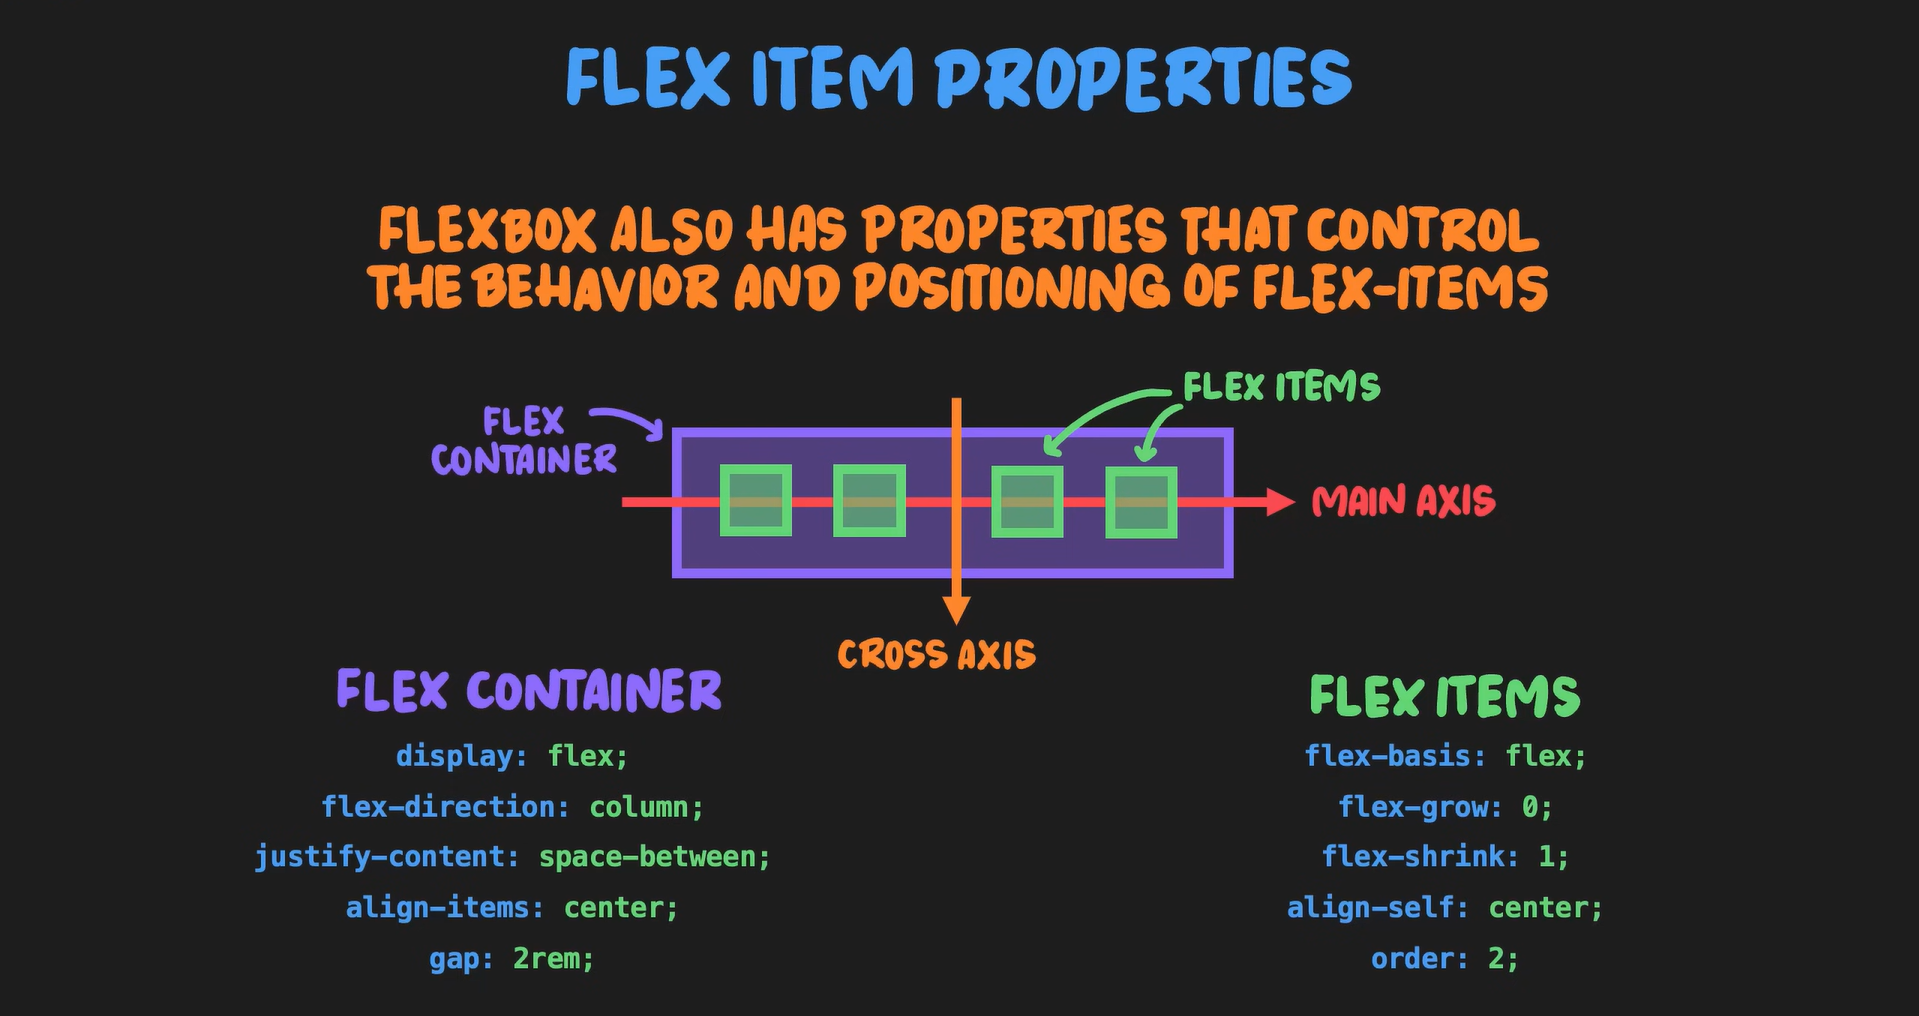 FLEX ITEM PROPERTIES
FLEXBOX ALSO HAS PROPERTIES THAT CONTROL
THE BEHAVIOR AND POSITIONING OF FLEX-ITEMS
FLEX ITEMS
FLEX
CONTAINER
MAIN AXIS
CROSS AXIS
FLEX CONTAINER
display: flex;
flex-direction: column;
justify-content: space-between;
align-items: center;
gap: 2rem;
FLEX ITEMS
flex-basis: flex;
flex-grow: 0;
flex-shrink: 1;
align-self: center;
order: 2;